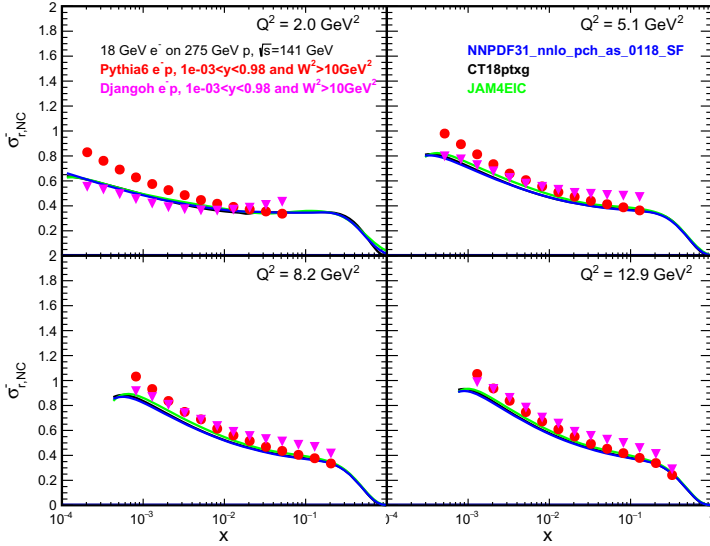 Q² = 2.0 GeV²
18 GeV e⁻ on 275 GeV p, √s=141 GeV
Pythia6 e⁻p, 1e-03<y<0.98 and W²>10GeV²
Djangoh e⁻p, 1e-03<y<0.98 and W²>10GeV²
σ⁻r,NC
2
1.8
1.6
1.4
1.2
1
0.8
0.6
0.4
0.2
Q² = 5.1 GeV²
NNPDF31_nnlo_pch_as_0118_SF
CT18ptxg
JAM4EIC
Q² = 8.2 GeV²
σ⁻r,NC
2
1.8
1.6
1.4
1.2
1
0.8
0.6
0.4
0.2
0
10⁻⁴ 10⁻³ 10⁻² 10⁻¹
x
Q² = 12.9 GeV²
10⁻⁴ 10⁻³ 10⁻² 10⁻¹
x